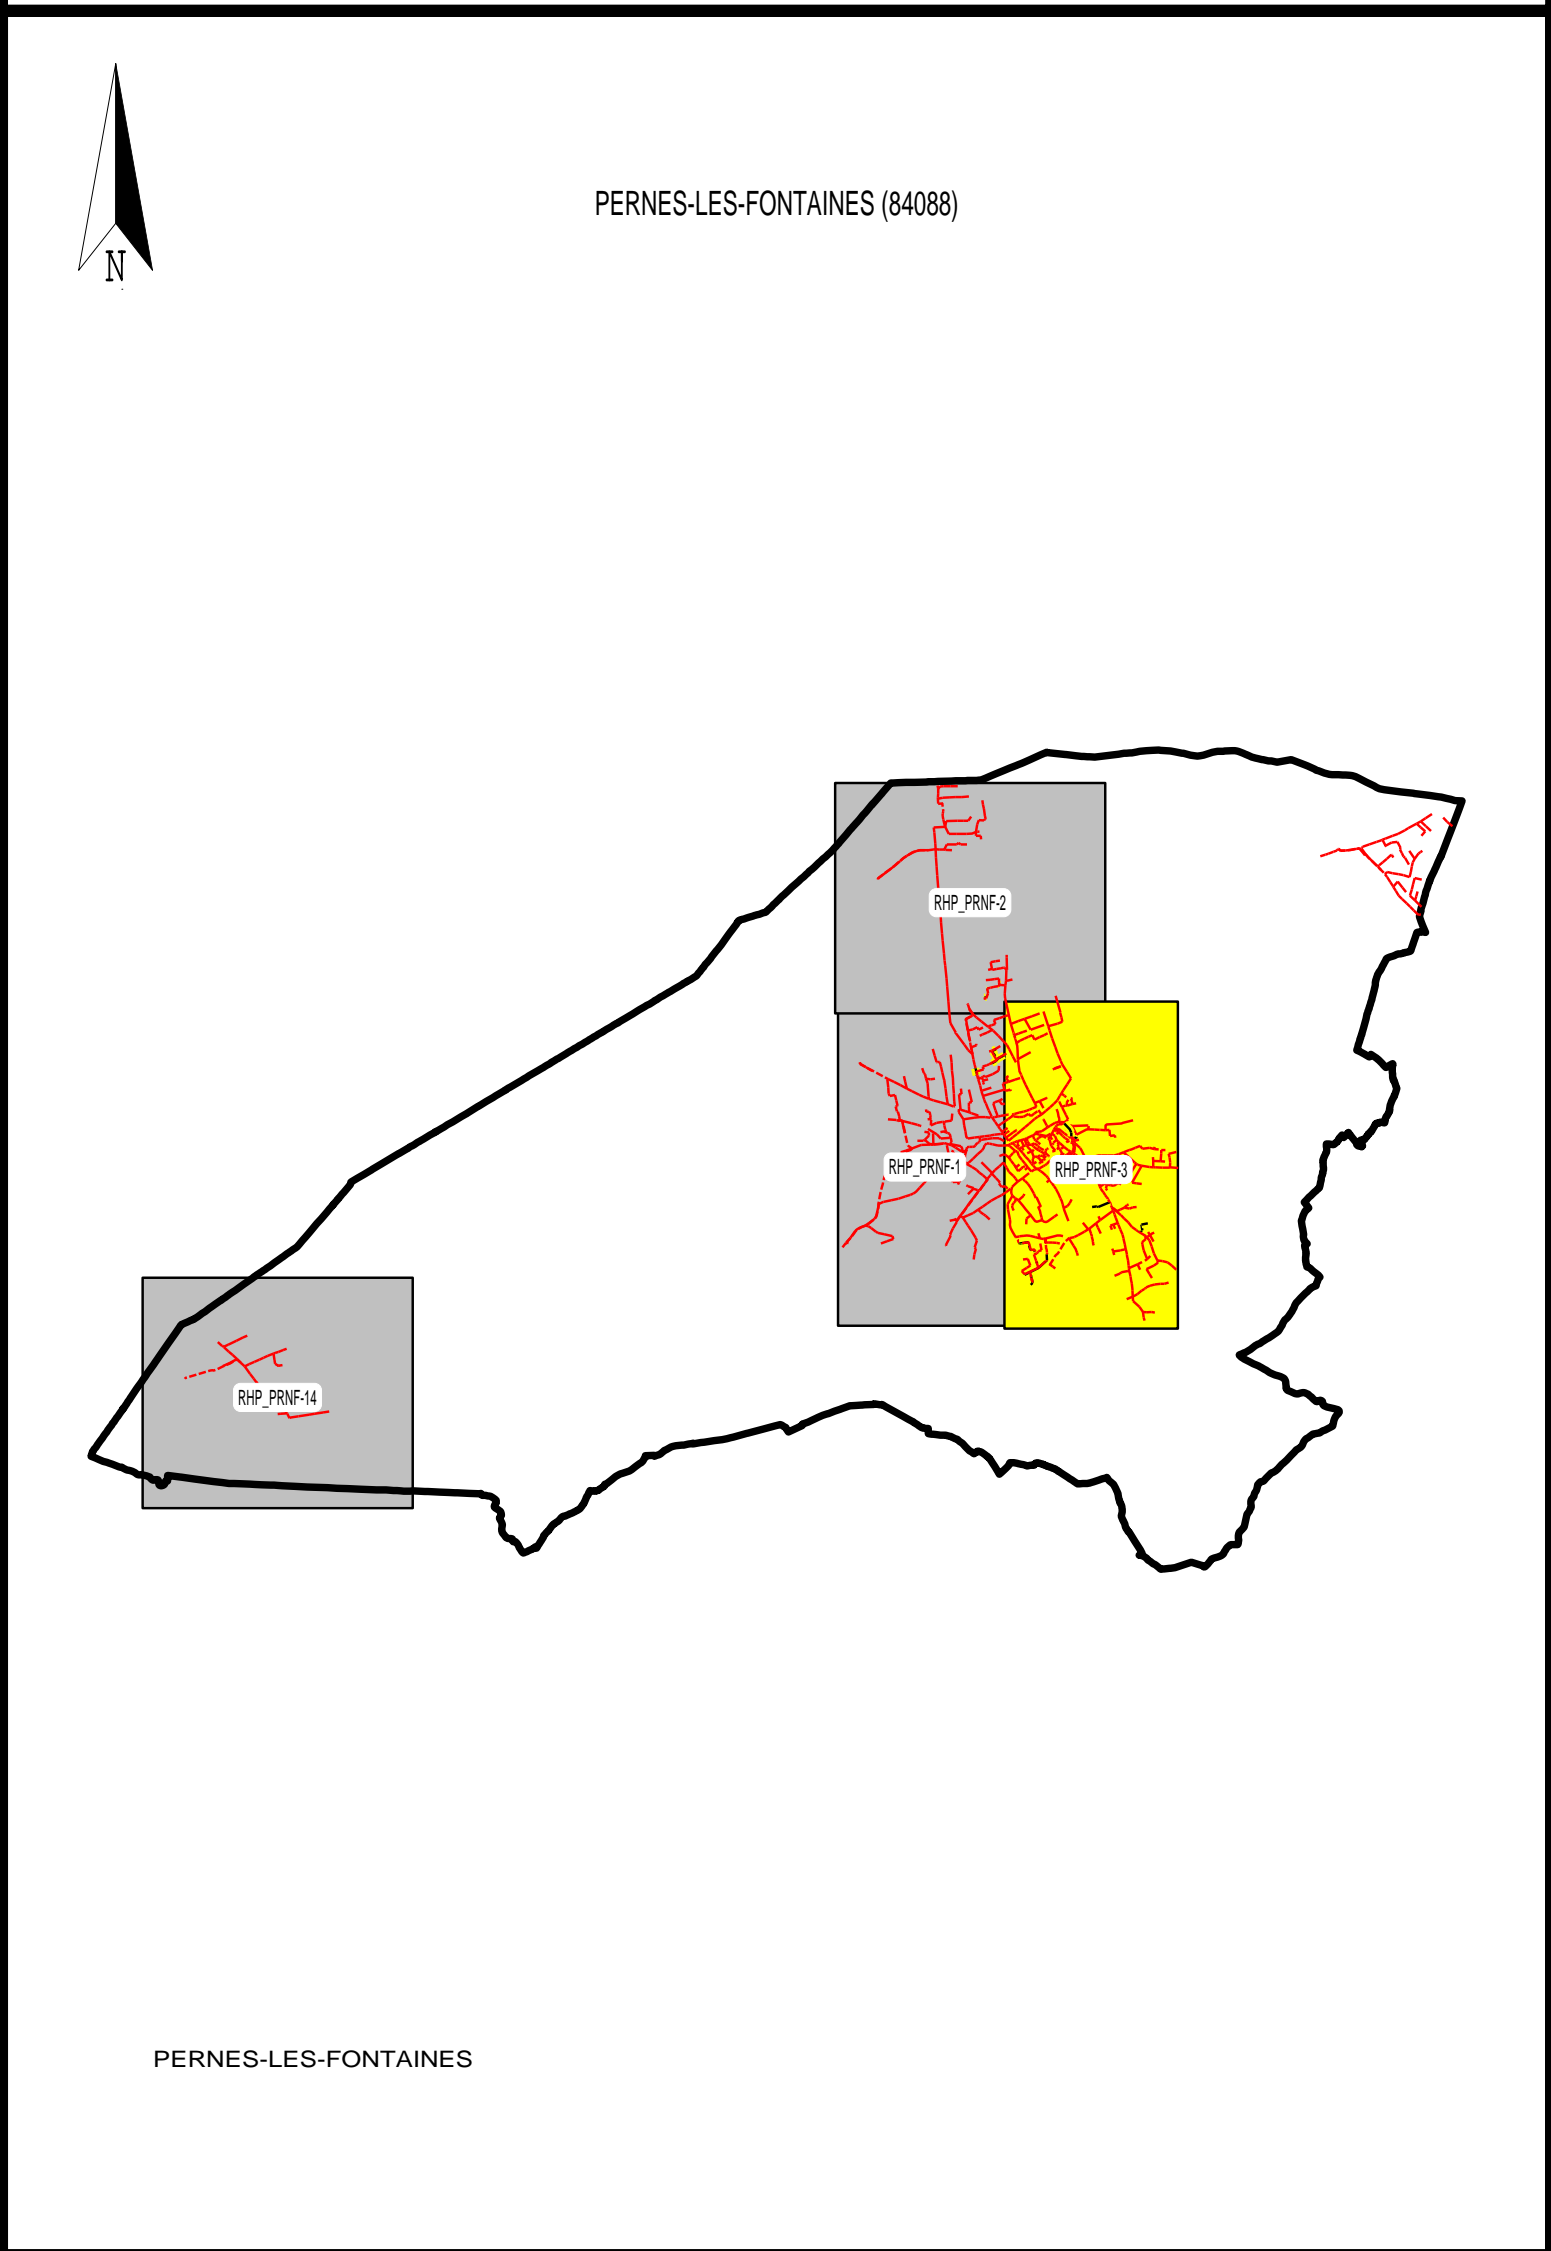 N
PERNES-LES-FONTAINES (84088)
RHP_PRNF-2
RHP_PRNF-1
RHP_PRNF-3
RHP_PRNF-14
PERNES-LES-FONTAINES